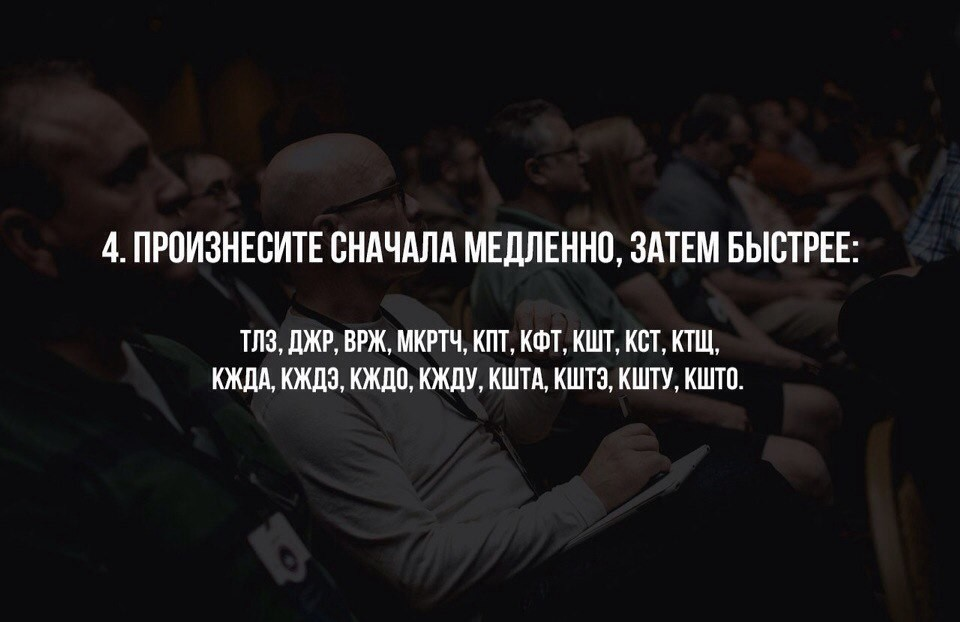 4. ПРОИЗНЕСИТЕ СНАЧАЛА МЕДЛЕННО, ЗАТЕМ БЫСТРЕЕ:
ТЛЗ, ДЖР, ВРЖ, МКРТЧ, КПТ, КФТ, КШТ, КСТ, КТЩ,
КЖДА, КЖДЭ, КЖДО, КЖДУ, КШТА, КШТЭ, КШТУ, КШТО.